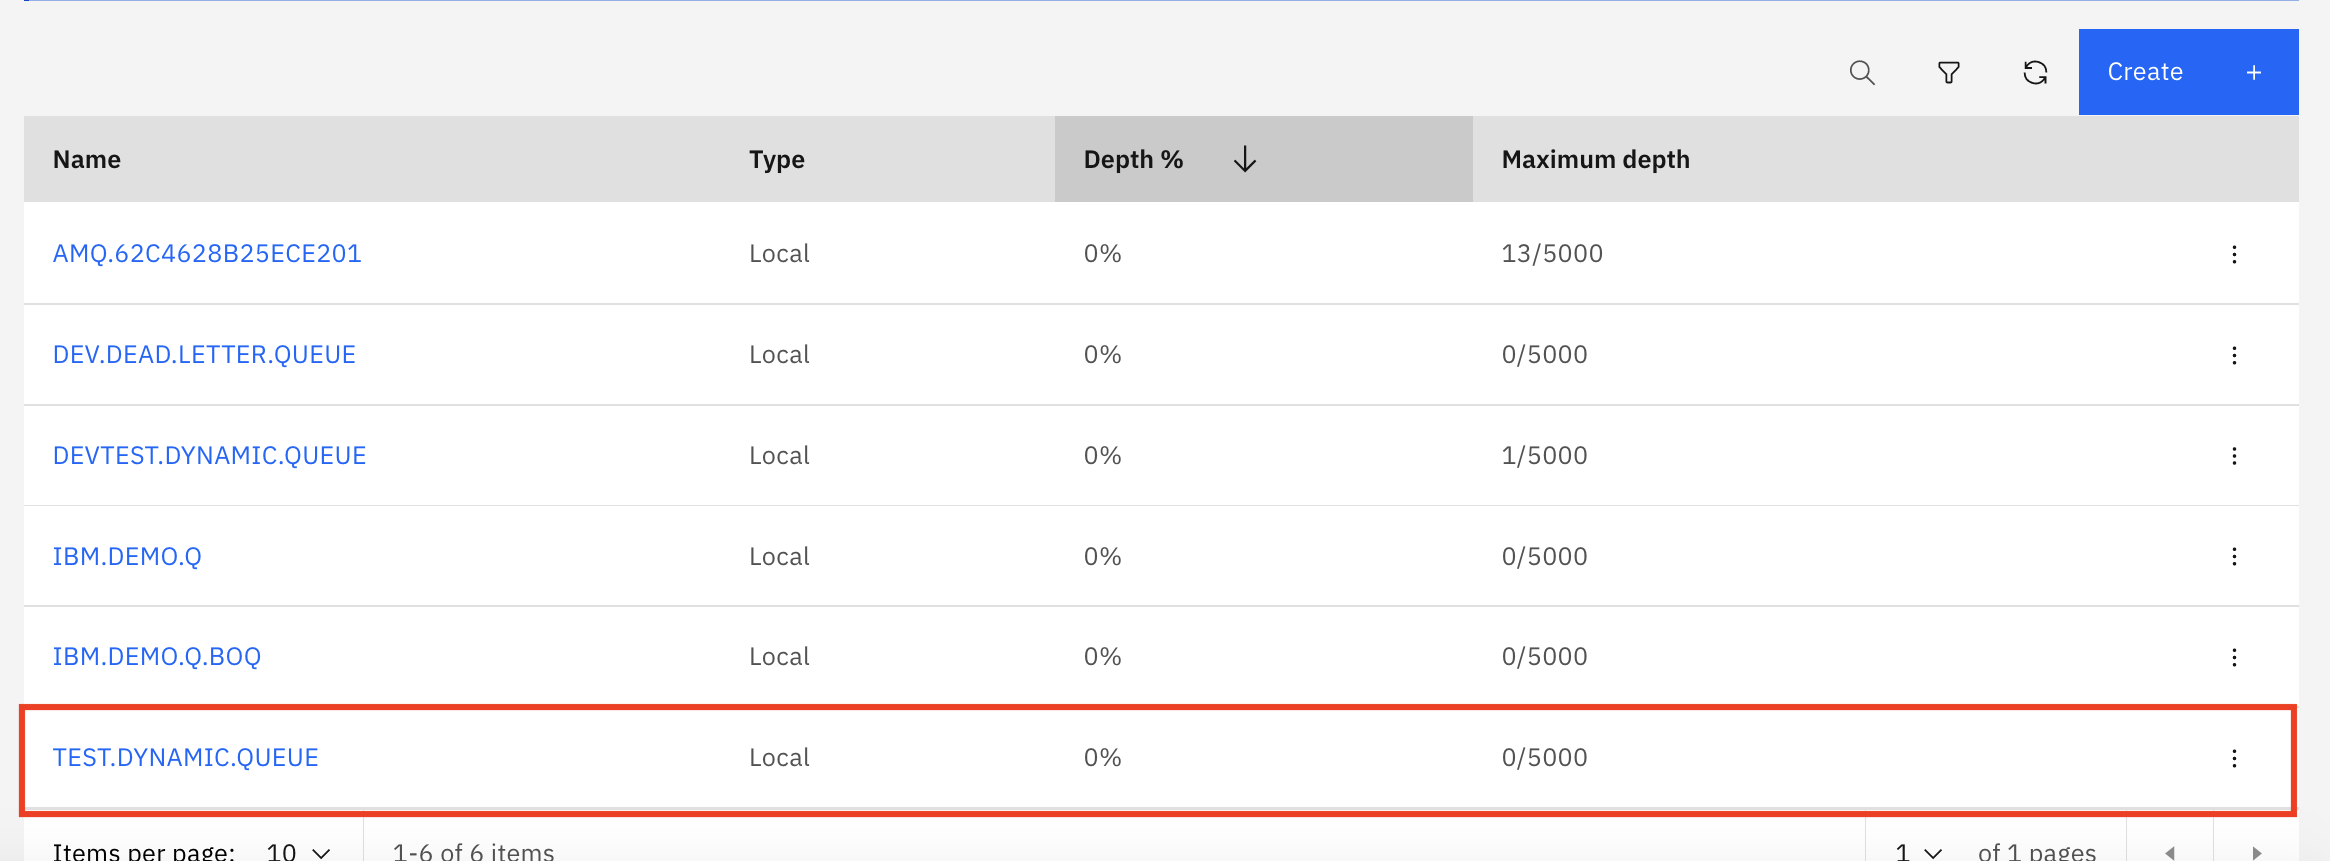 Create +
Name Type Depth % Maximum depth
AMQ.62C4628B25ECE201 Local 0% 13/5000
DEV.DEAD.LETTER.QUEUE Local 0% 0/5000
DEVTEST.DYNAMIC.QUEUE Local 0% 1/5000
IBM.DEMO.Q Local 0% 0/5000
IBM.DEMO.Q.BOQ Local 0% 0/5000
TEST.DYNAMIC.QUEUE Local 0% 0/5000
Items per page: 10 1-6 of 6 items 1 of 1 pages